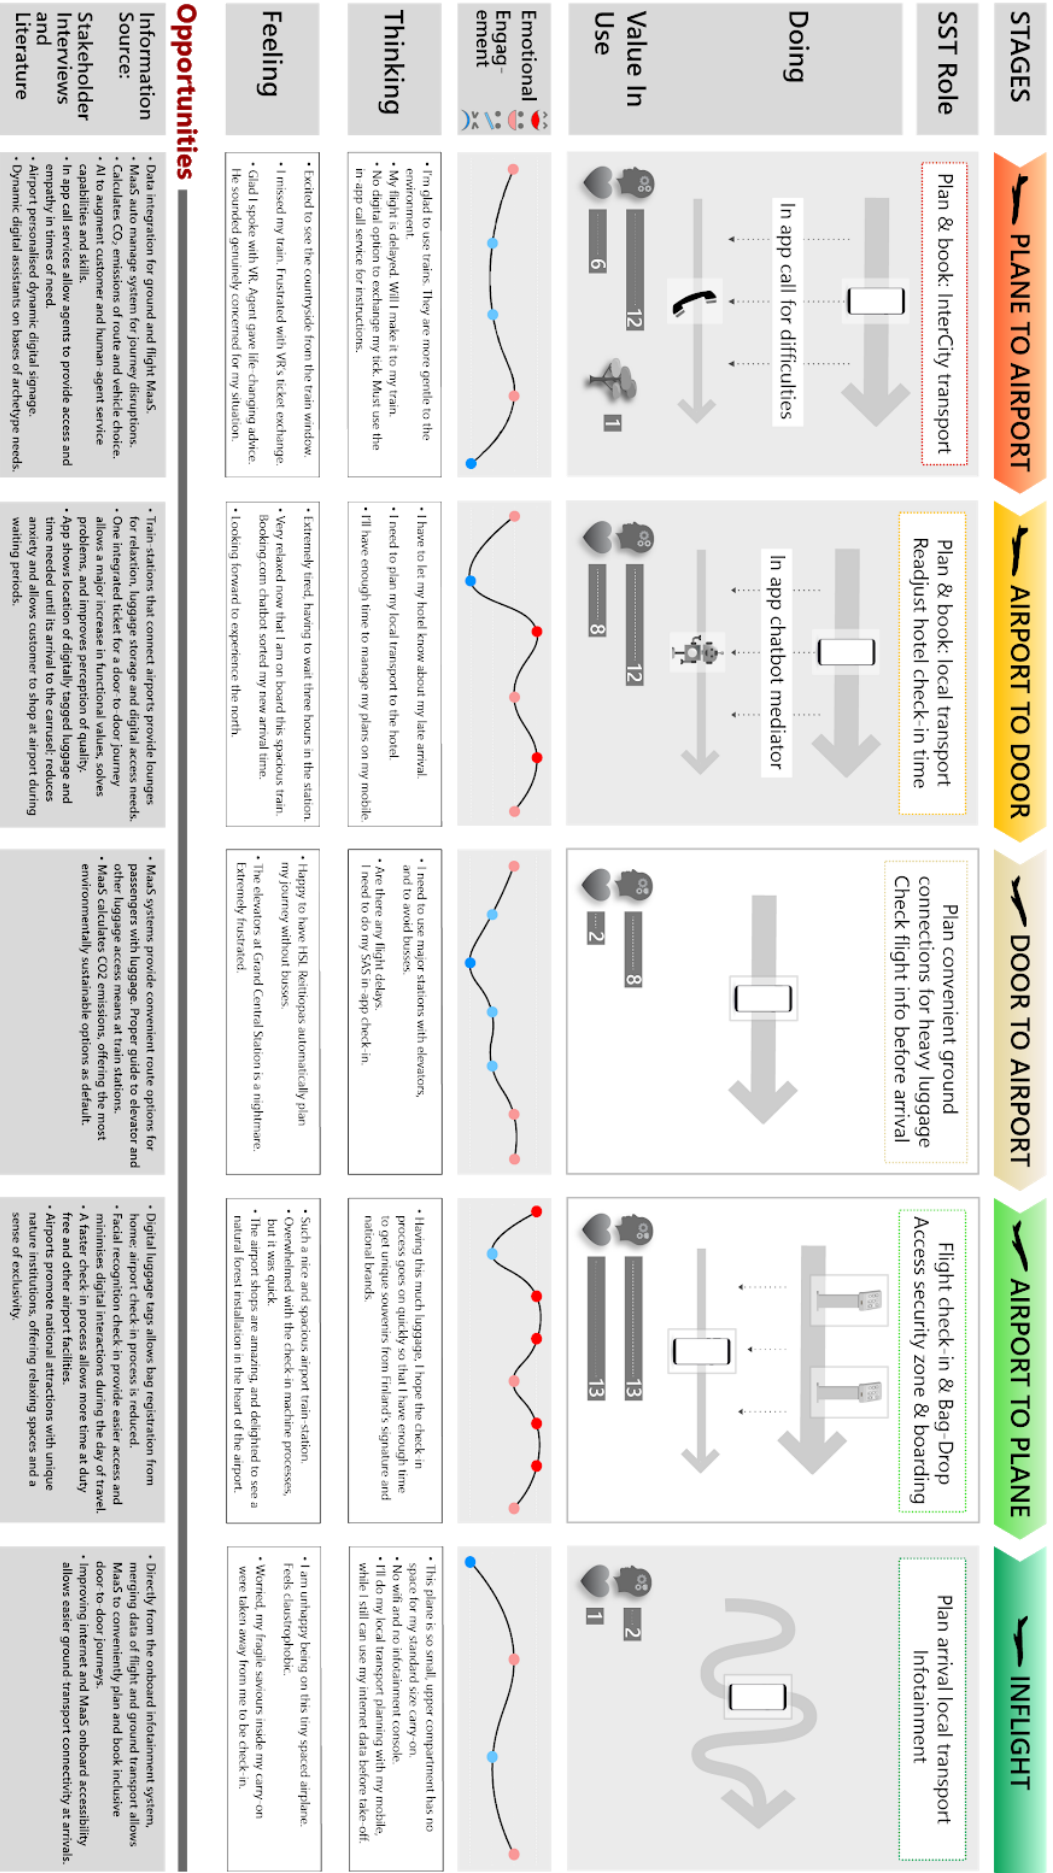 STAGES
PLANE TO AIRPORT
AIRPORT TO DOOR
DOOR TO AIRPORT
AIRPORT TO PLANE
INFLIGHT
SST Role
Plan & book: InterCity transport
Plan & book: local transport
Readjust hotel check-in time
Plan convenient ground
connections for heavy luggage
Check flight info before arrival
Flight check-in & Bag-Drop
Access security zone & boarding
Plan arrival local transport
Infotainment
Doing
In app call for difficulties
In app chatbot mediator
Value In
Use
12
6
1
12
8
8
2
13
13
2
1
Emotional
Engag-
ement
Thinking
• I'm glad to use trains. They are more gentle to the
environment.
• My flight is delayed. Will I make it to my train.
• No digital option to exchange my tick. Must use the
in-app call service for instructions.
• I have to let my hotel know about my late arrival.
• I need to plan my local transport to the hotel.
• I'll have enough time to manage my plans on my mobile.
• I need to use major stations with elevators,
and to avoid busses.
• Are there any flight delays.
I need to do my SAS in-app check-in.
• Having this much luggage, I hope the check-in
process goes on quickly so that I have enough time
to get unique souvenirs from Finland's signature and
national brands.
• This plane is so small, upper compartment has no
space for my standard size carry-on.
• No wifi and no infotainment console.
• I'll do my local transport planning with my mobile,
while I still can use my internet data before take-off.
Feeling
• Excited to see the countryside from the train window.
• I missed my train. Frustrated with VR's ticket exchange.
• Glad I spoke with VR. Agent gave life-changing advice.
He sounded genuinely concerned for my situation.
• Extremely tired, having to wait three hours in the station.
• Very relaxed now that I am on board this spacious train.
Booking.com chatbot sorted my new arrival time.
• Looking forward to experience the north.
• Happy to have HSL Reittiopas automatically plan
my journey without busses.
• The elevators at Grand Central Station is a nightmare.
Extremely frustrated.
• Such a nice and spacious airport train-station.
• Overwhelmed with the check-in machine processes,
but it was quick.
• The airport shops are amazing, and delighted to see a
natural forest installation in the heart of the airport.
• I am unhappy being on this tiny spaced airplane.
Feels claustrophobic.
• Worried, my fragile saviours inside my carry-on
were taken away from me to be check-in.
Opportunities
Information
Source:
Stakeholder
Interviews
and
Literature
• Data integration for ground and flight MaaS.
• MaaS auto manage system for journey disruptions.
• Calculates CO₂ emissions of route and vehicle choice.
• AI to augment customer and human-agent service
capabilities and skills.
• In app call services allow agents to provide access and
empathy in times of need.
• Airport personalised dynamic digital signage.
• Dynamic digital assistants on bases of archetype needs.
• Train-stations that connect airports provide lounges
for relaxtion, luggage storage and digital access needs.
• One integrated ticket for a door-to-door journey
allows a major increase in functional values, solves
problems, and improves perception of quality.
• App shows location of digitally tagged luggage and
time needed until its arrival to the carusel; reduces
anxiety and allows customer to shop at airport during
waiting periods.
• MaaS systems provide convenient route options for
passengers with luggage. Proper guide to elevator and
other luggage access means at train stations.
• MaaS calculates CO2 emissions, offering the most
environmentally sustainable options as default.
• Digital luggage tags allows bag registration from
home; airport check-in process is reduced.
• Facial recognition check-in provide easier access and
minimises digital interactions during the day of travel.
• A faster check-in process allows more time at duty
free and other airport facilities.
• Airports promote national attractions with unique
nature institutions, offering relaxing spaces and a
sense of exclusivity.
• Directly from the onboard infotainment system,
merging data of flight and ground transport allows
MaaS to conveniently plan and book inclusive
door-to-door journeys.
• Improving internet and MaaS onboard accessibility
allows easier ground transport connectivity at arrivals.